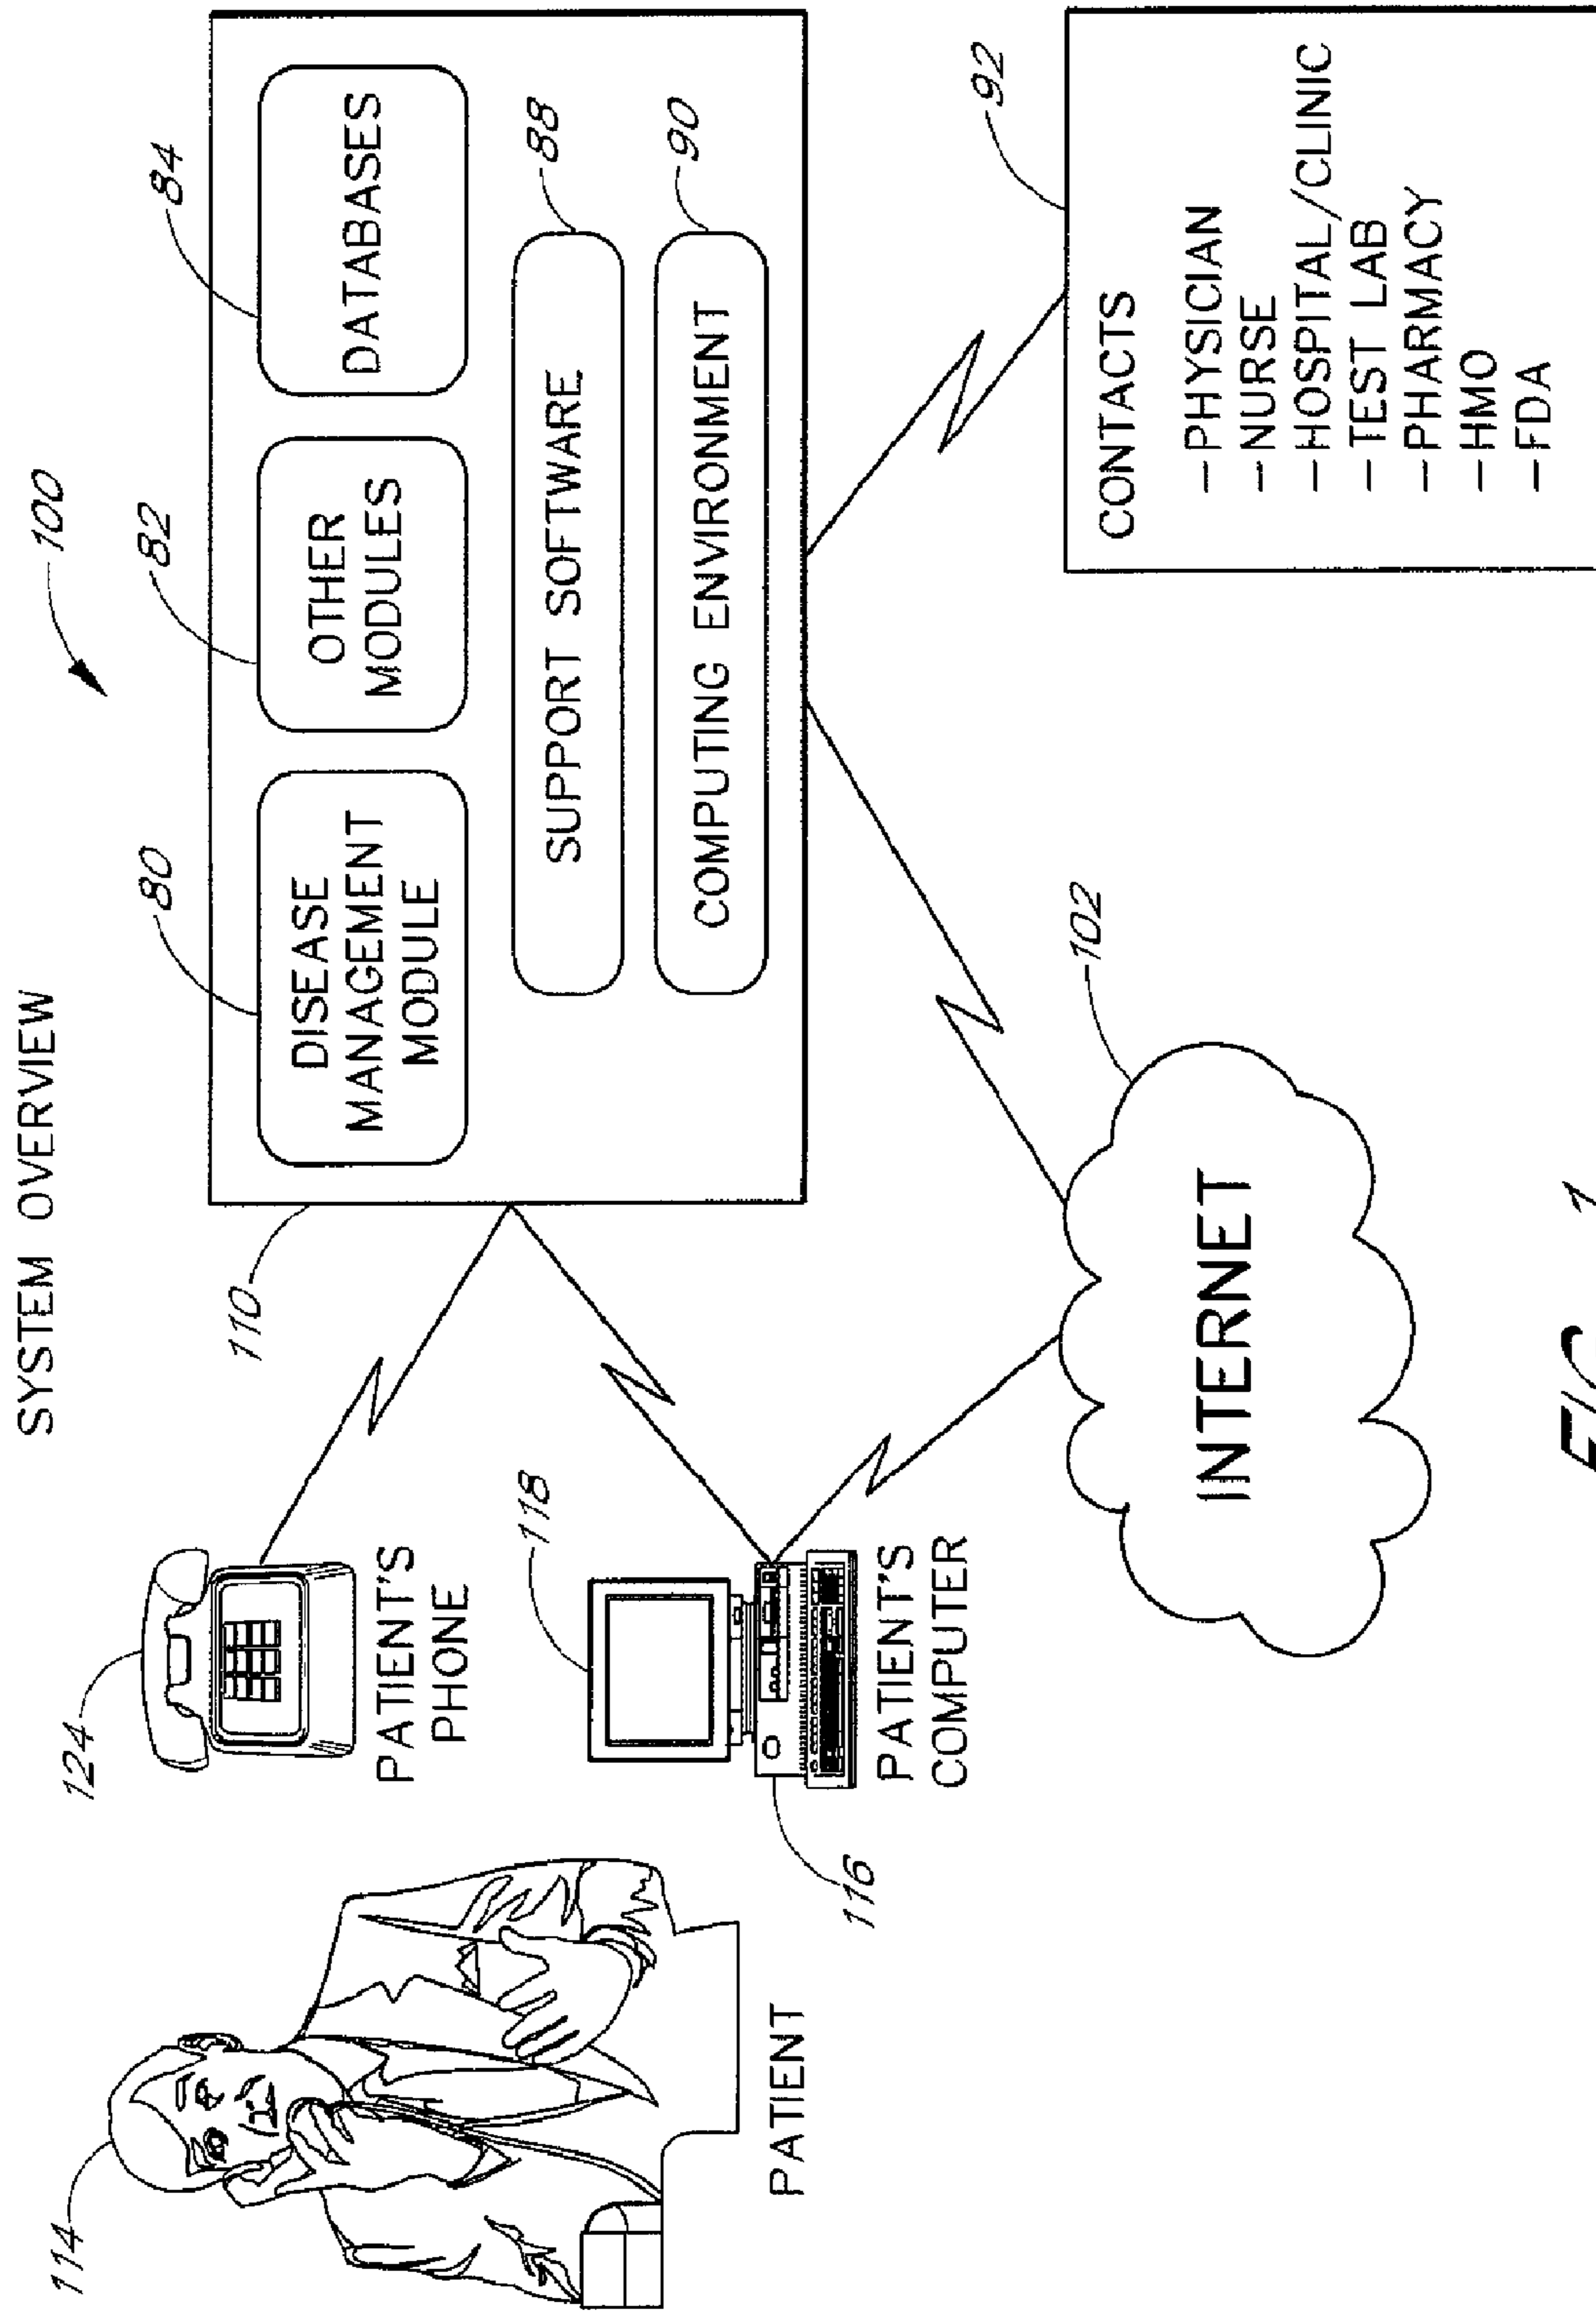 SYSTEM OVERVIEW
100
114
124
110
80
82
84
DISEASE
MANAGEMENT
MODULE
OTHER
MODULES
DATABASES
PATIENT'S
PHONE
118
SUPPORT SOFTWARE
88
COMPUTING ENVIRONMENT
90
PATIENT
116
PATIENT'S
COMPUTER
102
INTERNET
92
CONTACTS
–PHYSICIAN
–NURSE
–HOSPITAL/CLINIC
–TEST LAB
–PHARMACY
–HMO
–FDA
FIG. 1